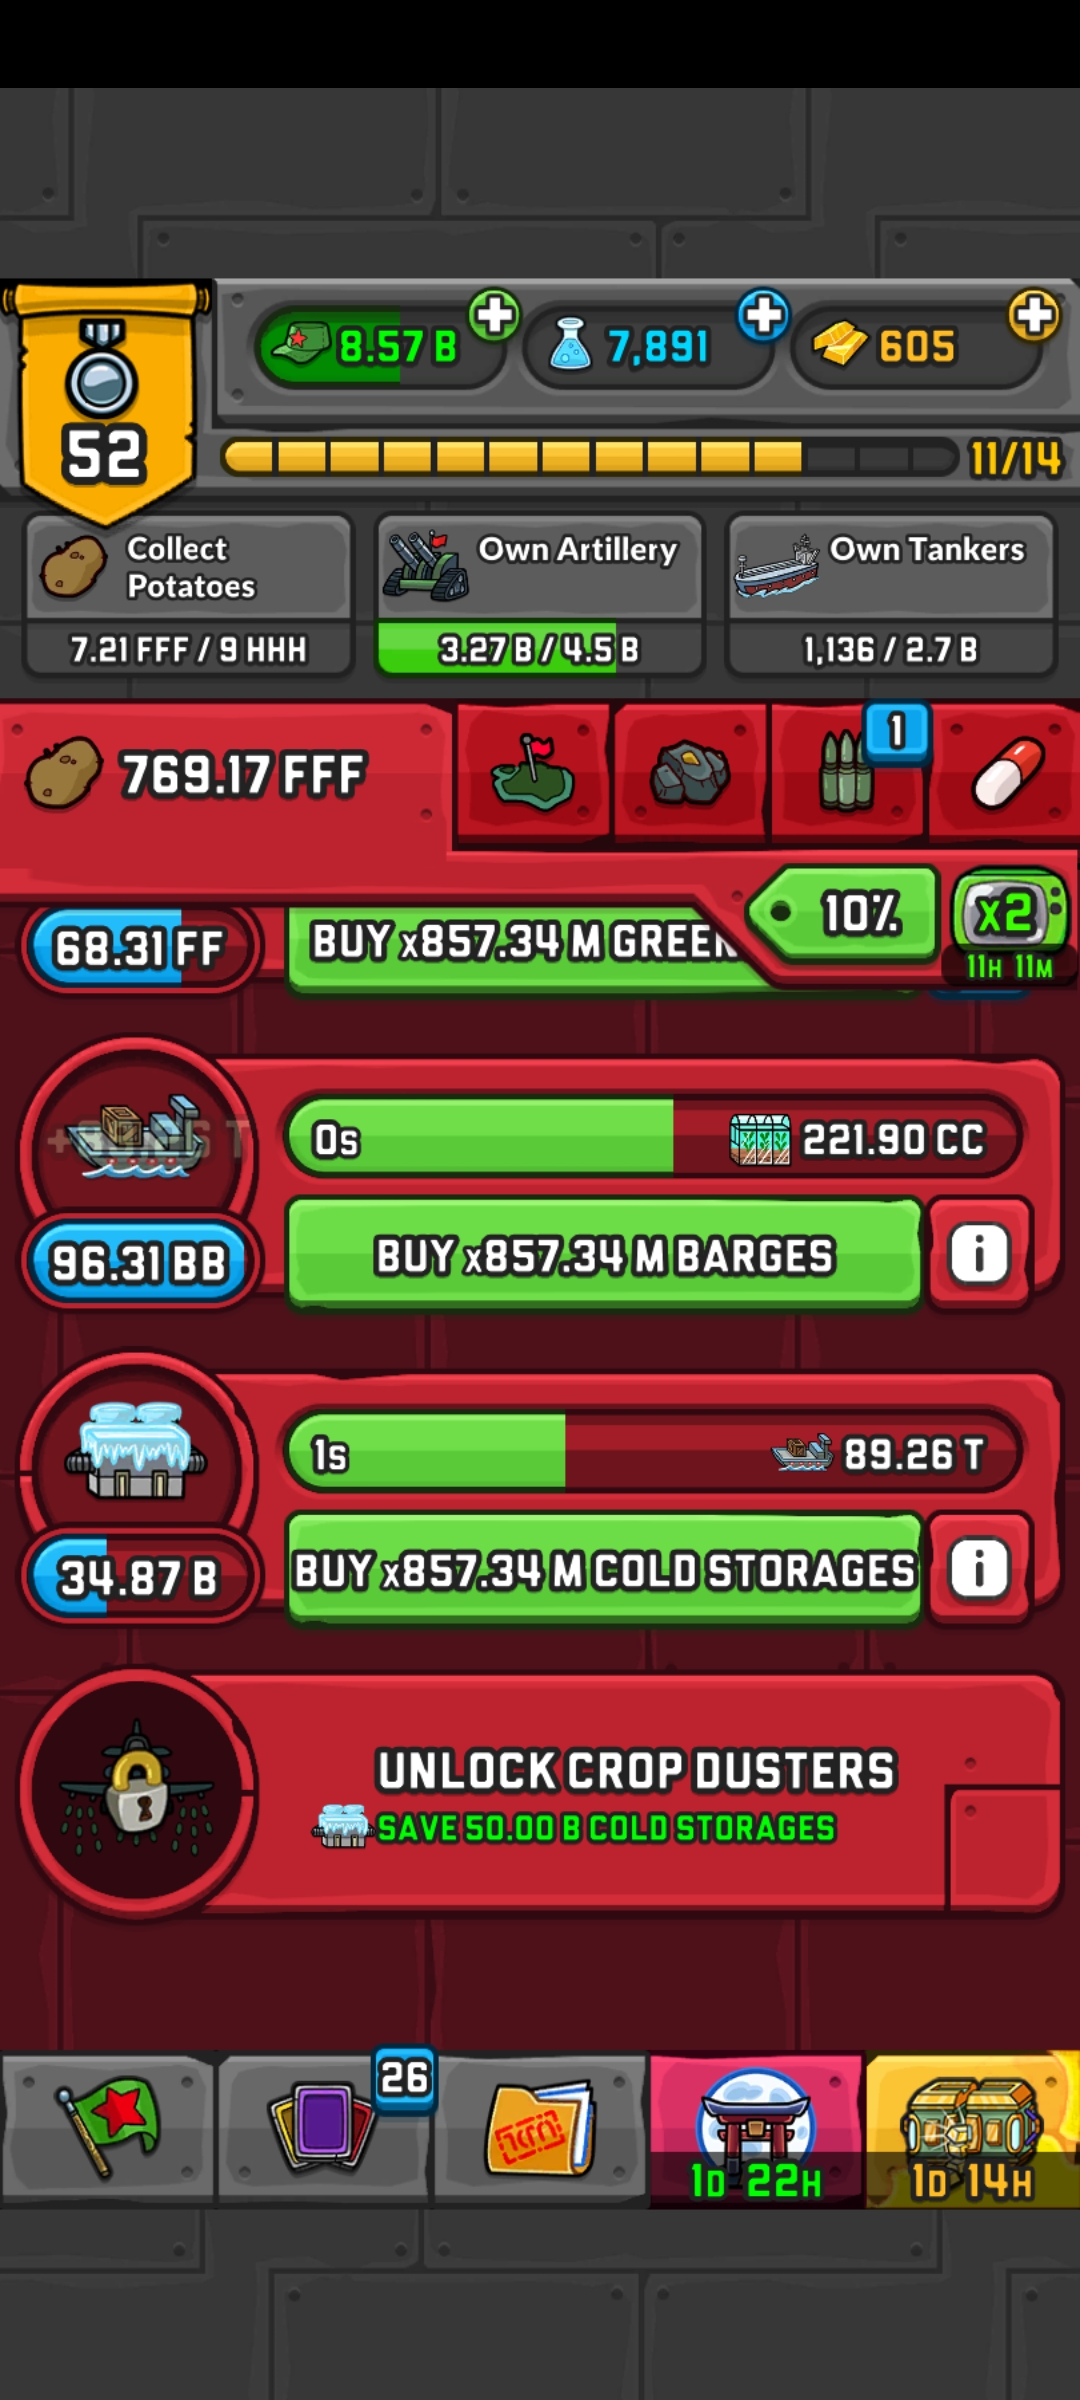 8.57 B
7,891
605
52
11/14
Collect
Potatoes
7.21 FFF / 9 HHH
Own Artillery
3.27 B / 4.5 B
Own Tankers
1,136 / 2.7 B
769.17 FFF
1
10%
x2
11H 11M
68.31 FF
BUY x857.34 M GREEN
0s
221.90 CC
96.31 BB
BUY x857.34 M BARGES
i
1s
89.26 T
34.87 B
BUY x857.34 M COLD STORAGES
i
UNLOCK CROP DUSTERS
SAVE 50.00 B COLD STORAGES
26
1D 22H
1D 14H